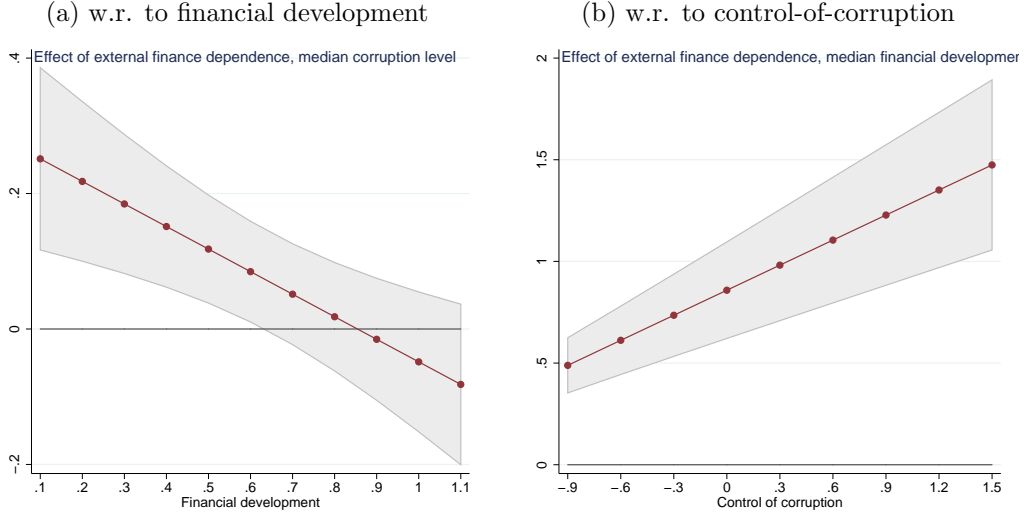 (a) w.r. to financial development
Effect of external finance dependence, median corruption level
.4
.2
0
-.2
.1 .2 .3 .4 .5 .6 .7 .8 .9 1 1.1
Financial development
(b) w.r. to control-of-corruption
Effect of external finance dependence, median financial developmer
2
1.5
1
.5
0
-.9 -.6 -.3 0 .3 .6 .9 1.2 1.5
Control of corruption